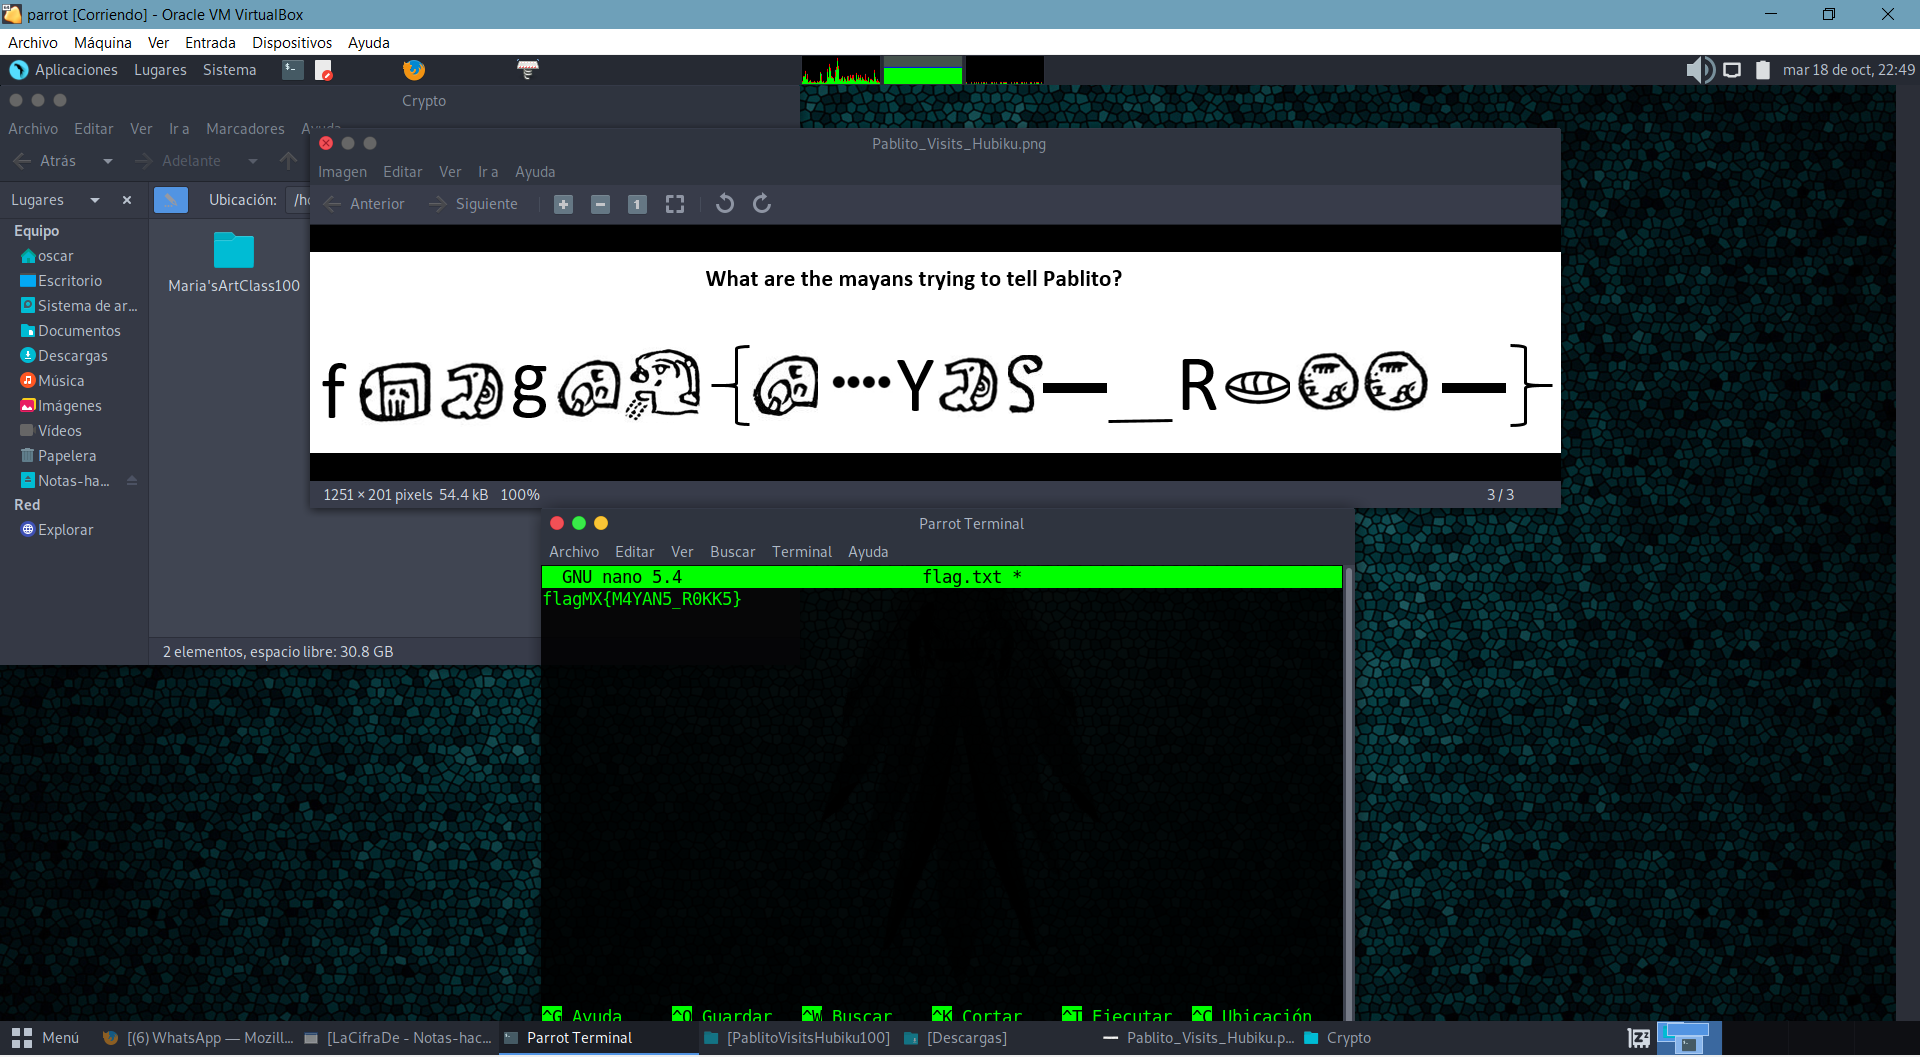 parrot [Corriendo] - Oracle VM VirtualBox
Archivo Máquina Ver Entrada Dispositivos Ayuda
Aplicaciones Lugares Sistema mar 18 de oct, 22:49
Crypto
Archivo Editar Ver Ir a Marcadores
Atrás Adelante
Lugares Ubicación:
Equipo
oscar
Escritorio
Sistema de ar...
Documentos
Descargas
Música
Imágenes
Vídeos
Papelera
Notas-ha...
Red
Explorar
Maria'sArtClass100
2 elementos, espacio libre: 30.8 GB
Pablito_Visits_Hubiku.png
Imagen Editar Ver Ir a Ayuda
Anterior Siguiente
What are the mayans trying to tell Pablito?
f g { Y S _ R }
1251 × 201 pixels 54.4 kB 100% 3 / 3
Parrot Terminal
Archivo Editar Ver Buscar Terminal Ayuda
GNU nano 5.4 flag.txt *
flagMX{M4YAN5_R0KK5}
^G Ayuda ^O Guardar ^W Buscar ^K Cortar ^T Ejecutar ^C Ubicación
Menú [(6) WhatsApp — Mozill... [LaCifraDe - Notas-hac... Parrot Terminal [PablitoVisitsHubiku100] [Descargas] Pablito_Visits_Hubiku.p... Crypto